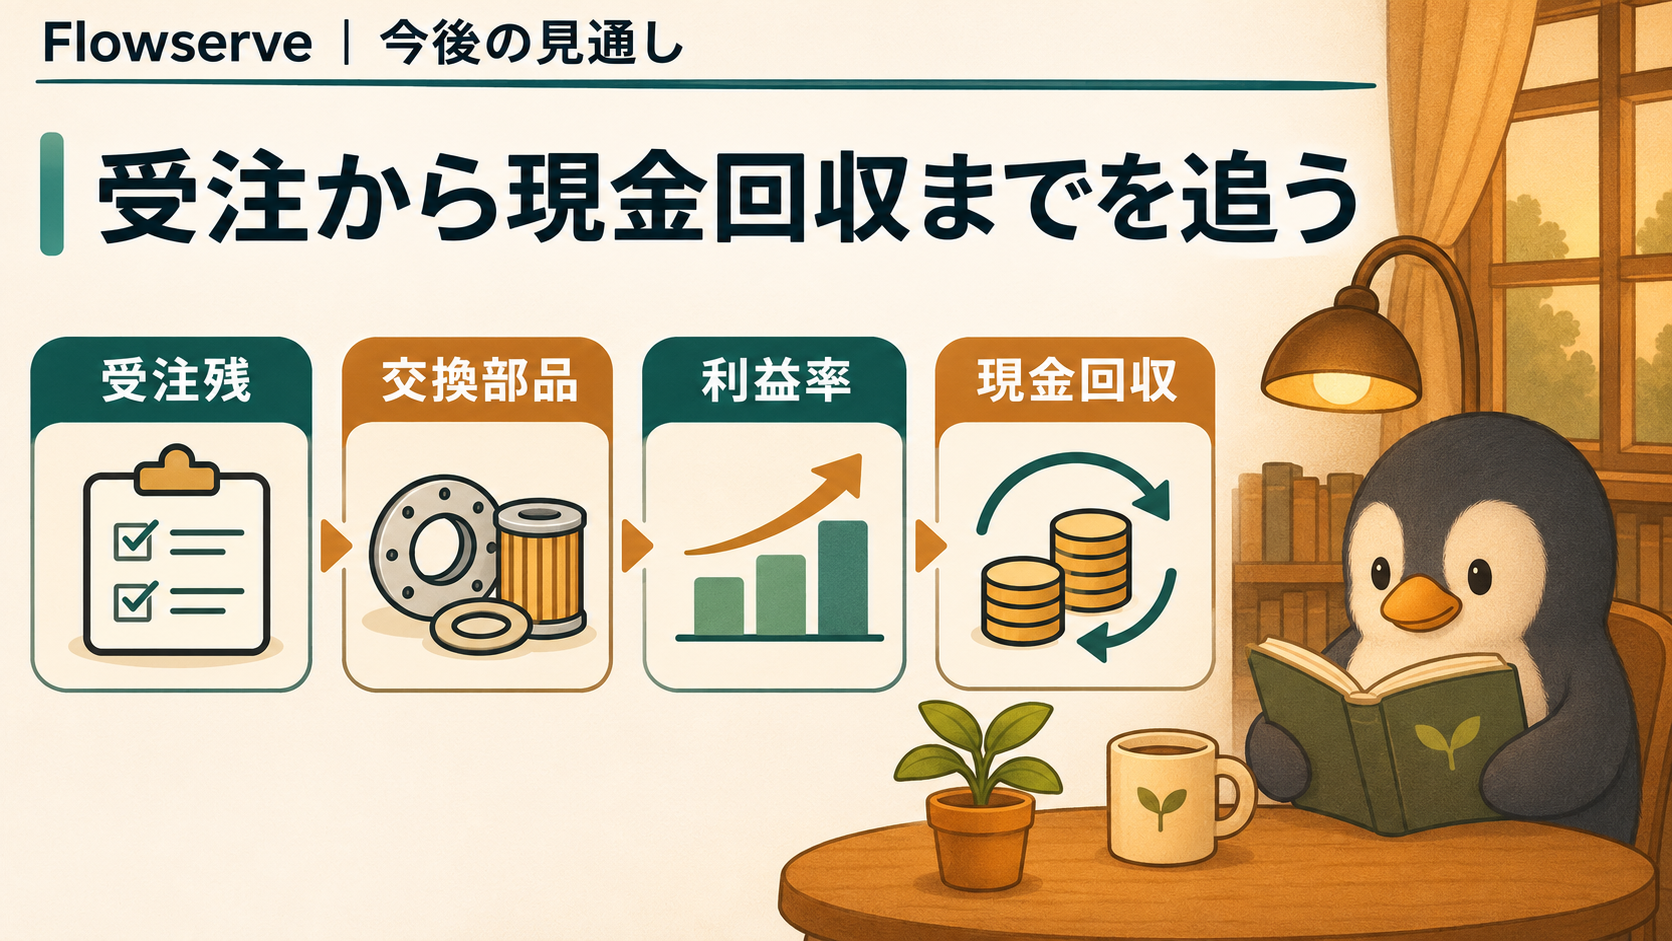 Flowserve | 今後の見通し
受注から現金回収までを追う
受注残
交換部品
利益率
現金回収